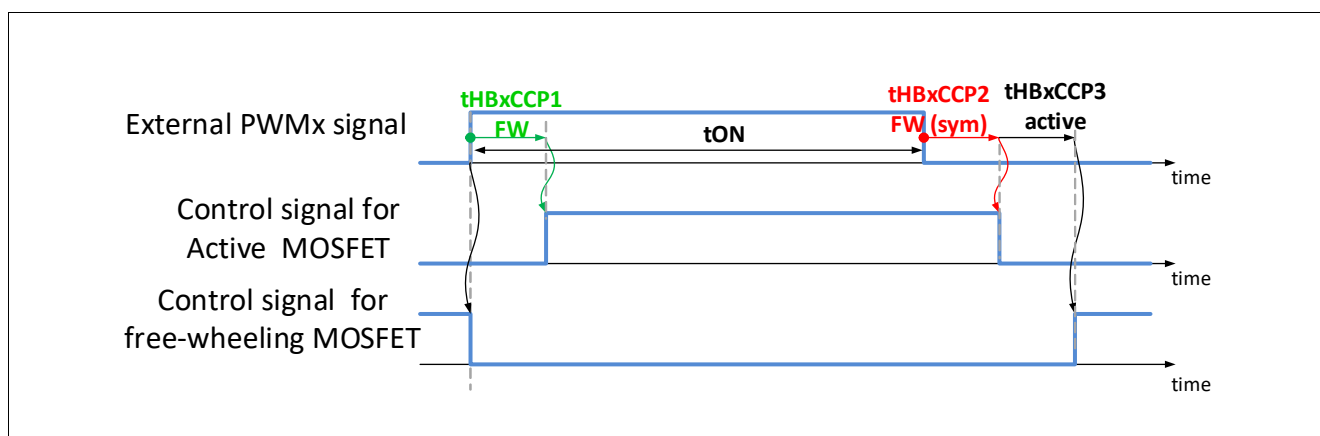 tHBxCCP1
FW
tHBxCCP2
FW (sym)
tHBxCCP3
active
External PWMx signal
tON
time
Control signal for
Active MOSFET
time
Control signal for
free-wheeling MOSFET
time